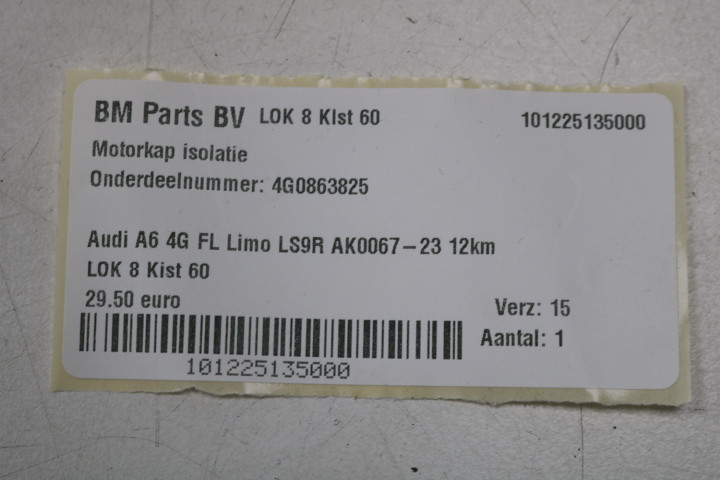 BM Parts BV LOK 8 KIst 60 101225135000
Motorkap isolatie
Onderdeelnummer: 4G0863825
Audi A6 4G FL Limo LS9R AK0067-23 12km
LOK 8 Kist 60
29.50 euro Verz: 15
Aantal: 1
101225135000